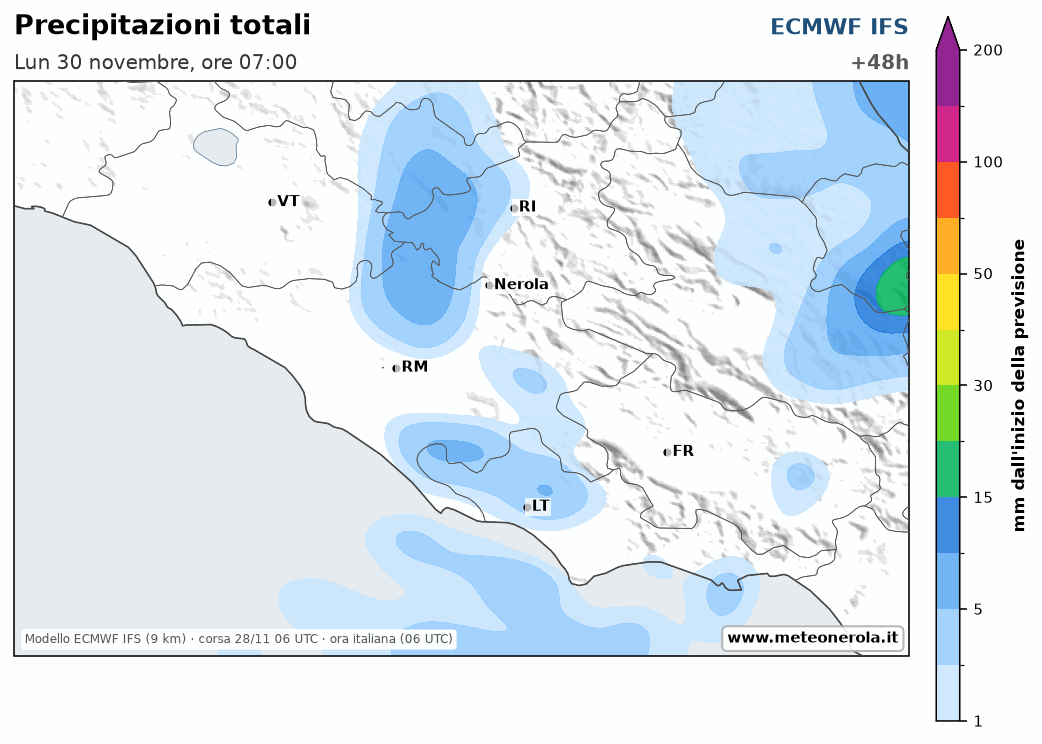 Precipitazioni totali
ECMWF IFS
Lun 30 novembre, ore 07:00
+48h
200
100
50
30
15
5
1
mm dall'inizio della previsione
VT
RI
Nerola
RM
FR
LT
Modello ECMWF IFS (9 km) · corsa 28/11 06 UTC · ora italiana (06 UTC)
www.meteonerola.it